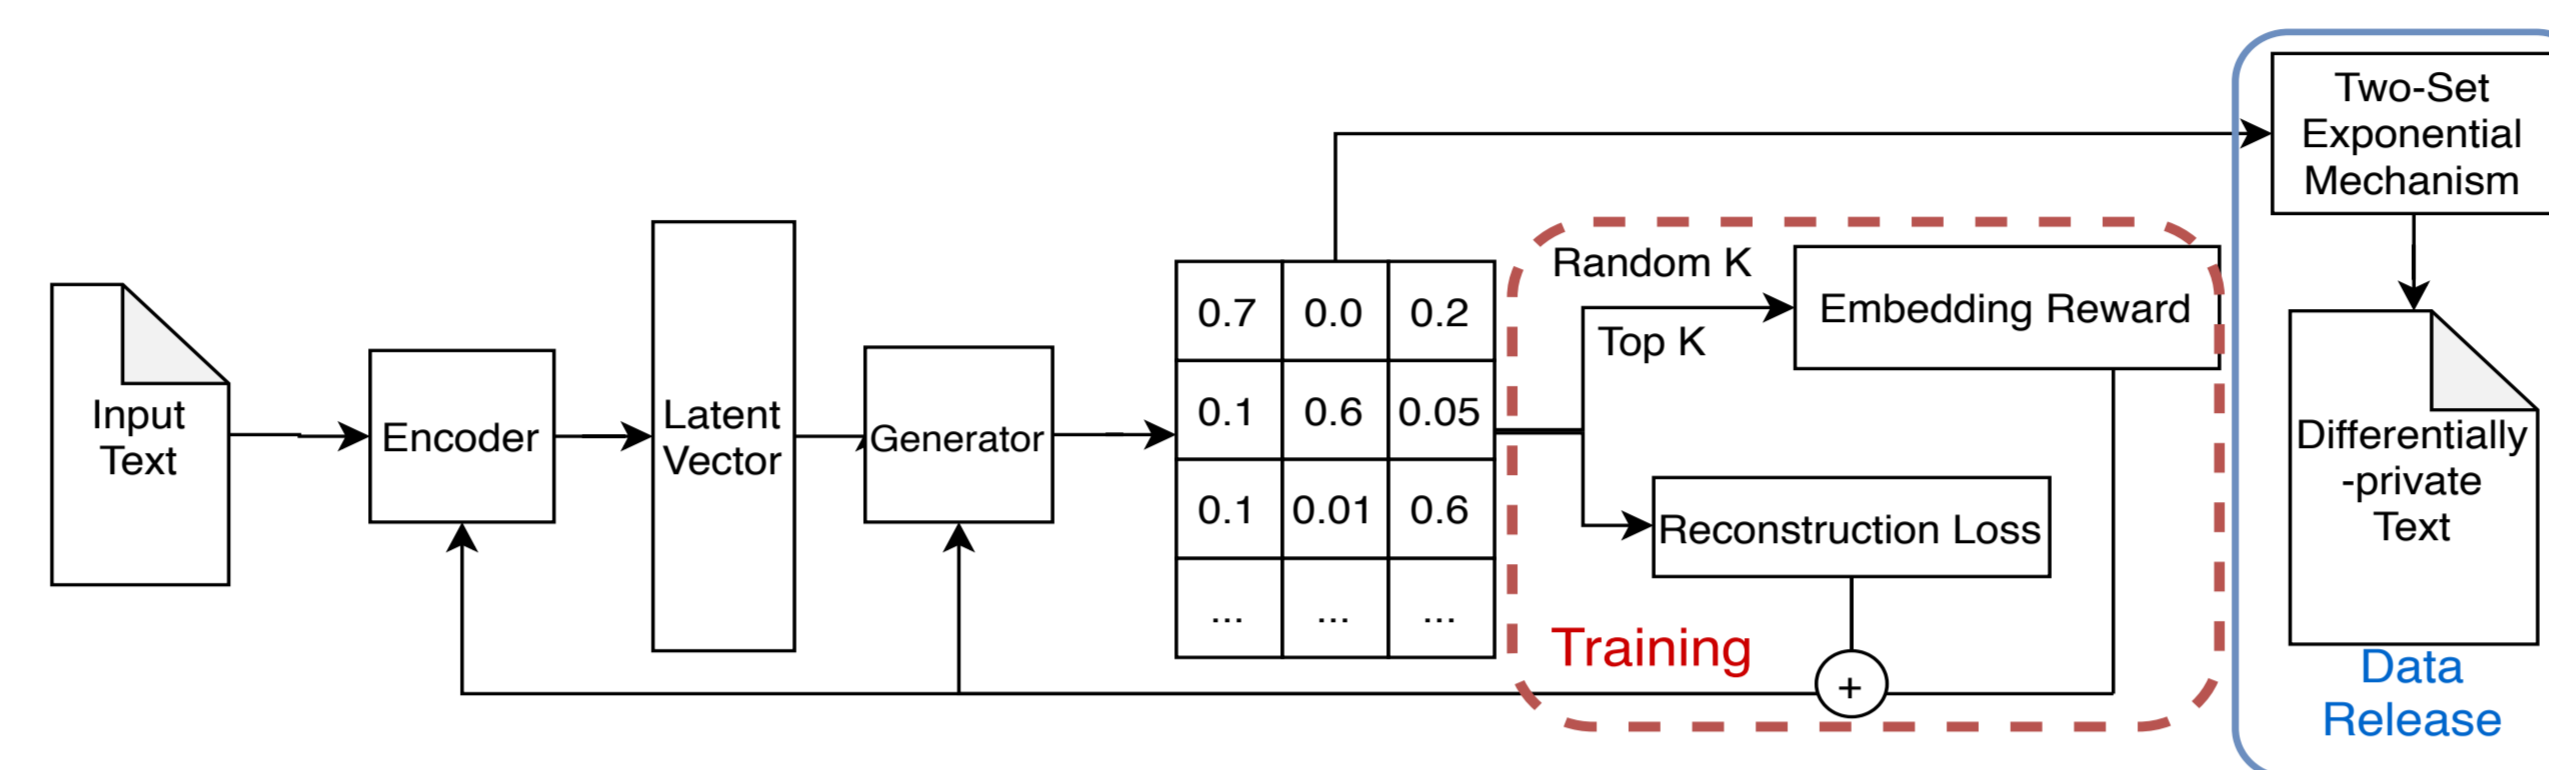 Input
Text
Encoder
Latent
Vector
Generator
0.7 0.0 0.2
0.1 0.6 0.05
0.1 0.01 0.6
... ... ...
Random K
Top K
Embedding Reward
Reconstruction Loss
Training
+
Two-Set
Exponential
Mechanism
Differentially
-private
Text
Data
Release